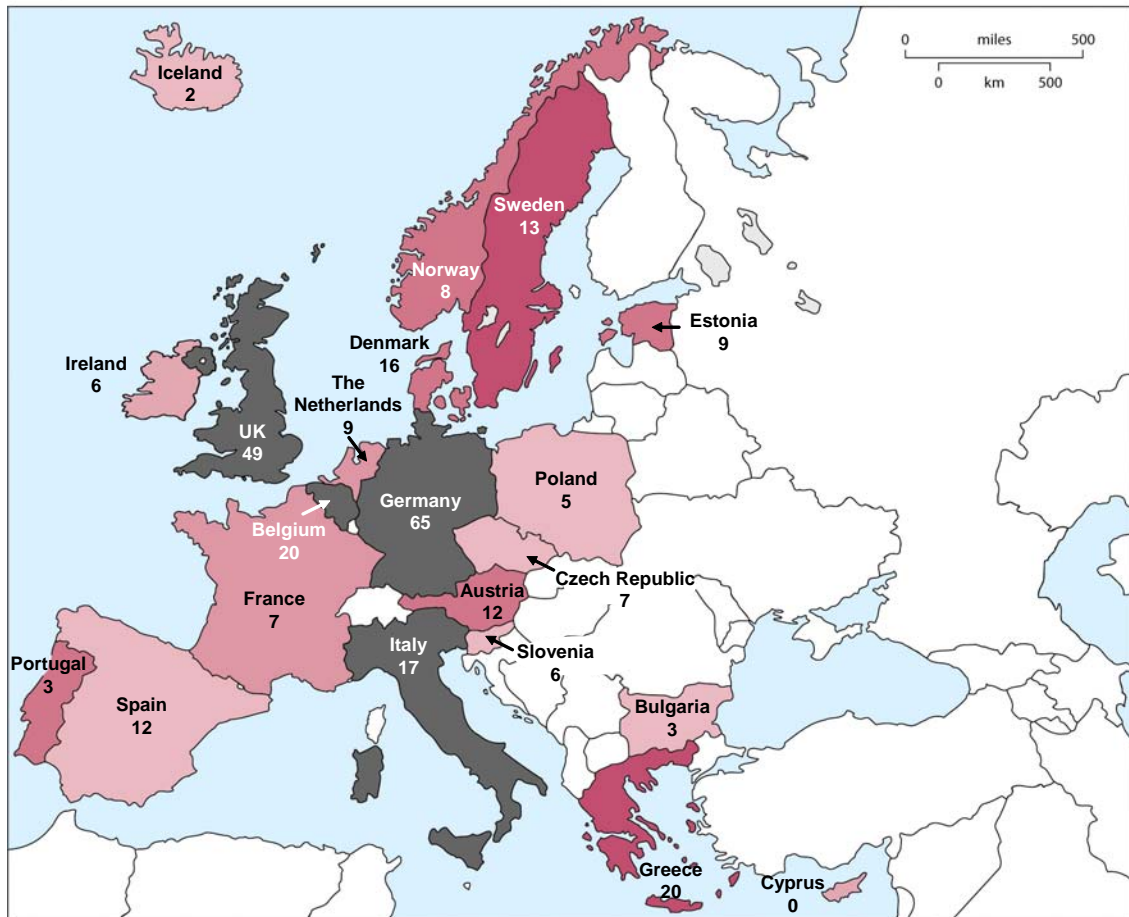 0 miles 500
0 km 500
Iceland
2
Sweden
13
Norway
8
Estonia
9
Denmark
16
Ireland
6
The
Netherlands
9
UK
49
Poland
5
Germany
65
Belgium
20
Czech Republic
7
Austria
12
France
7
Italy
17
Slovenia
6
Portugal
3
Spain
12
Bulgaria
3
Greece
20
Cyprus
0